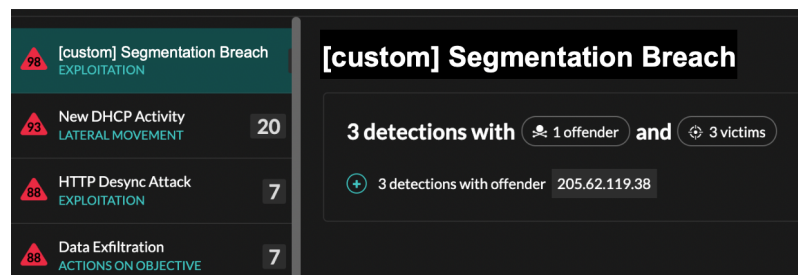 98
[custom] Segmentation Breach
EXPLOITATION
93
New DHCP Activity
LATERAL MOVEMENT
20
88
HTTP Desync Attack
EXPLOITATION
7
88
Data Exfiltration
ACTIONS ON OBJECTIVE
7
[custom] Segmentation Breach
3 detections with 1 offender and 3 victims
3 detections with offender 205.62.119.38